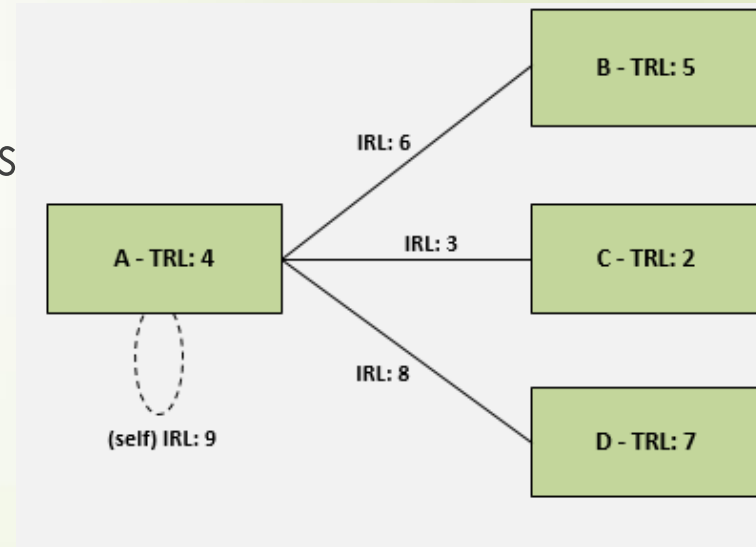 B - TRL: 5
IRL: 6
s
A - TRL: 4
IRL: 3
C - TRL: 2
IRL: 8
(self) IRL: 9
D - TRL: 7